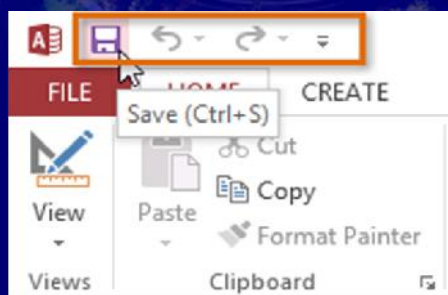 A
FILE HOME CREATE
Save (Ctrl+S)
Cut
Copy
View Paste
Format Painter
Views Clipboard